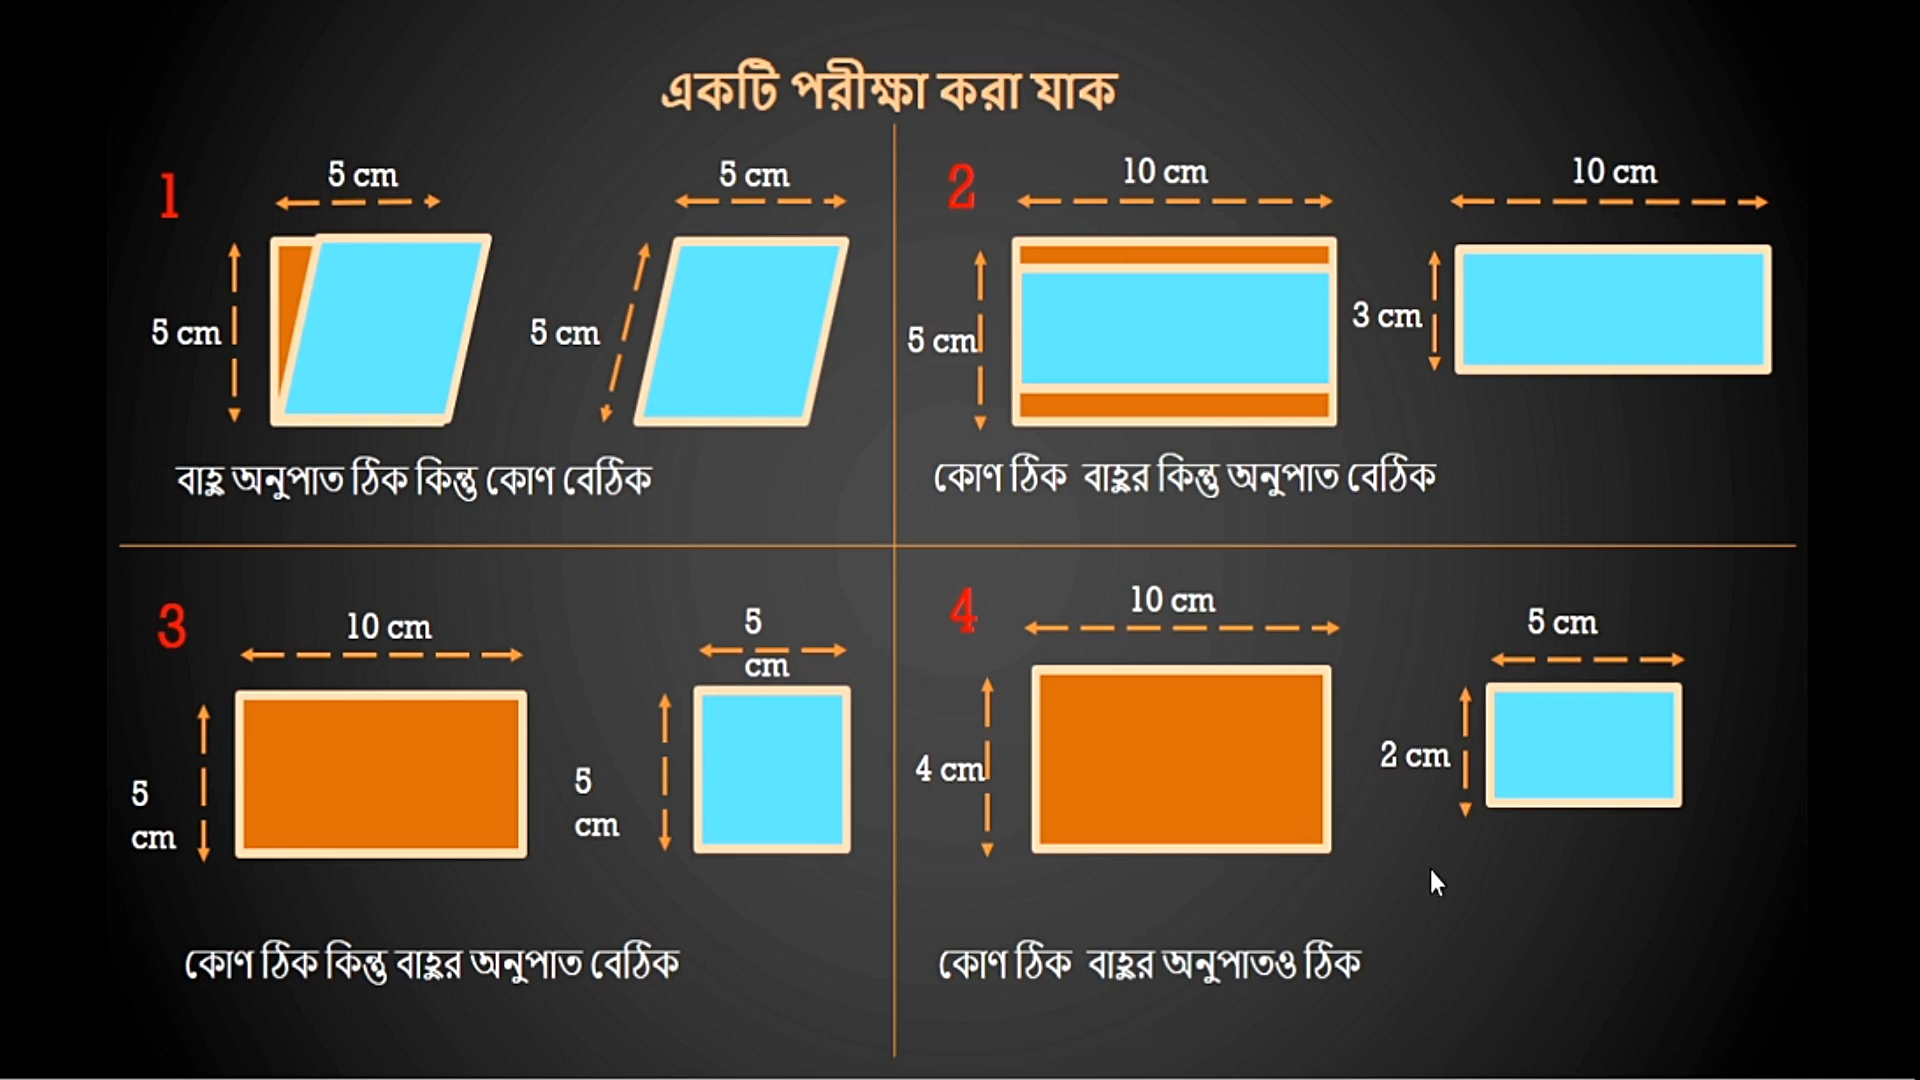 একটি পরীক্ষা করা যাক
1
5 cm
5 cm
5 cm
5 cm
বাহু অনুপাত ঠিক কিন্তু কোণ বেঠিক
2
10 cm
10 cm
5 cm
3 cm
কোণ ঠিক বাহুর কিন্তু অনুপাত বেঠিক
3
10 cm
5
cm
5
cm
5
cm
কোণ ঠিক কিন্তু বাহুর অনুপাত বেঠিক
4
10 cm
5 cm
4 cm
2 cm
কোণ ঠিক বাহুর অনুপাতও ঠিক